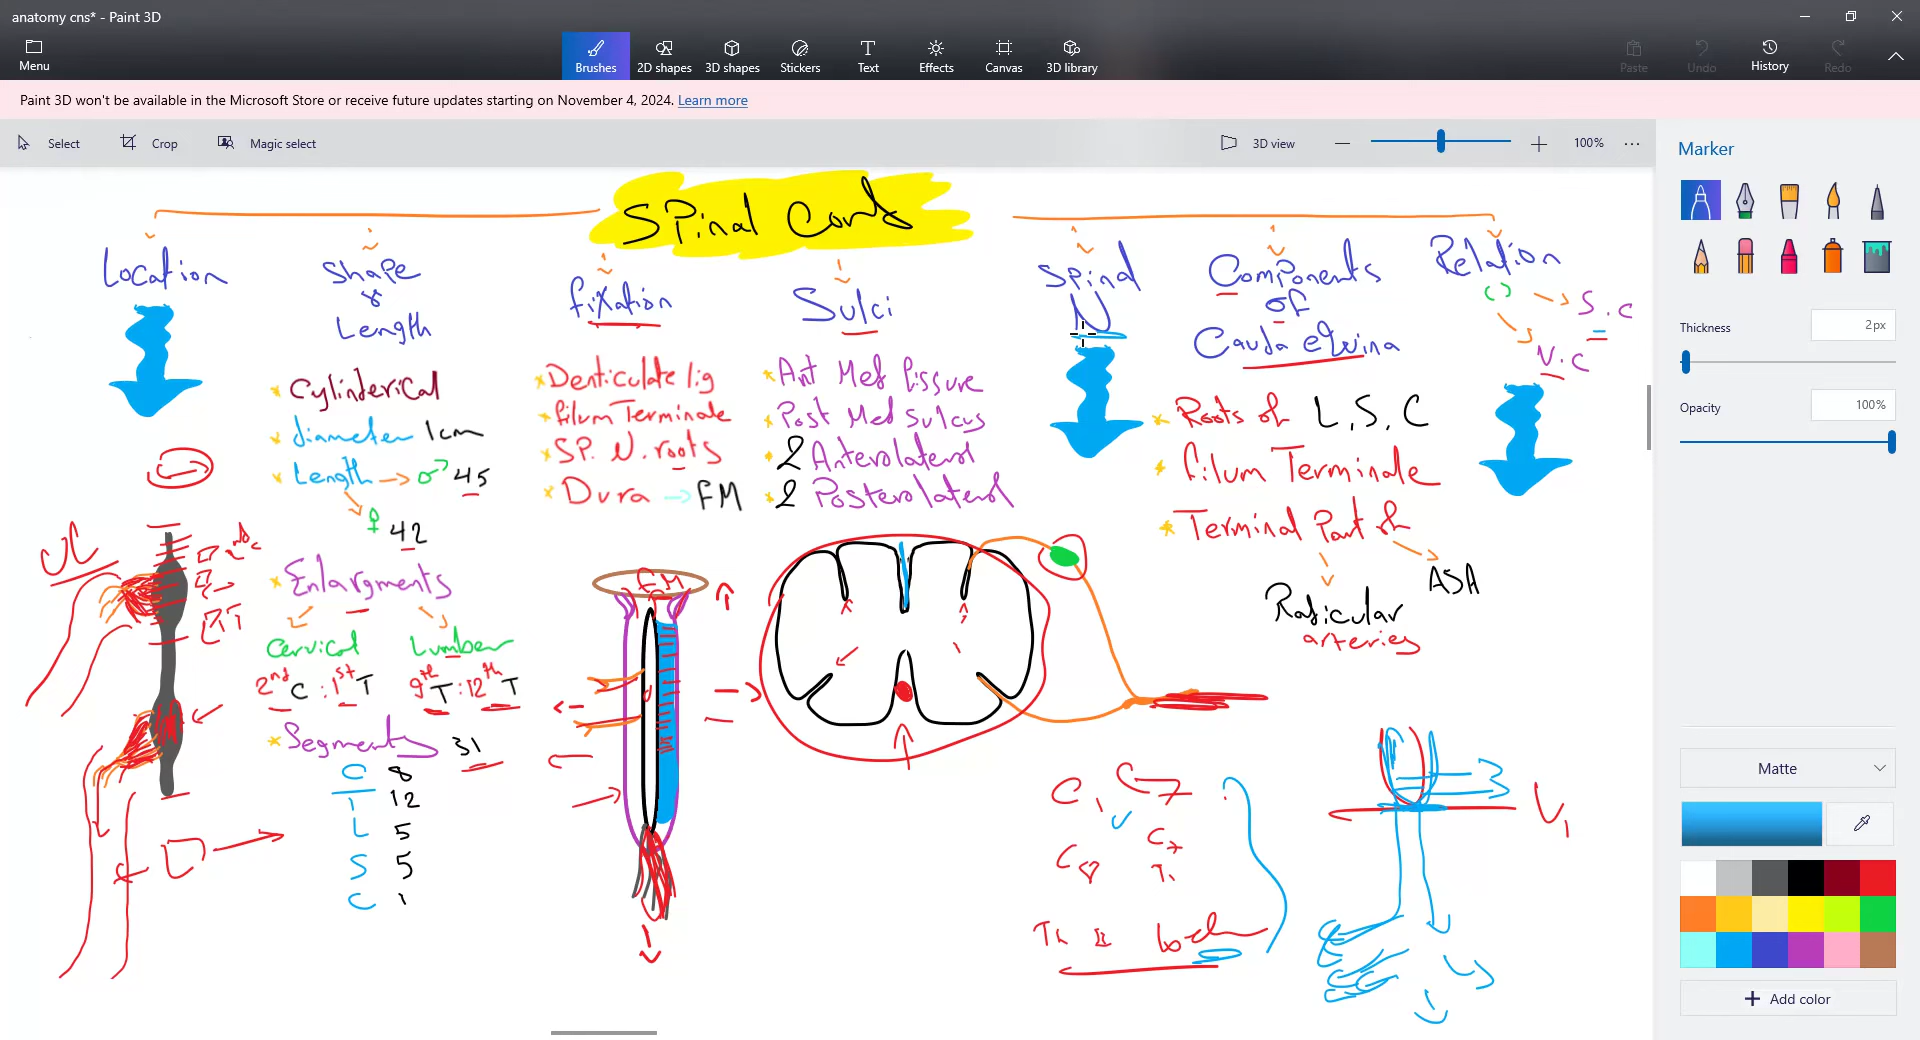 anatomy cns* - Paint 3D
Menu
Brushes
2D shapes
3D shapes
Stickers
Text
Effects
Canvas
3D library
Paste
Undo
History
Redo
Paint 3D won't be available in the Microsoft Store or receive future updates starting on November 4, 2024. Learn more
Select
Crop
Magic select
3D view
100%
Marker
Thickness
2px
Opacity
100%
Matte
Add color
Spinal Cord
Location
Shape
&
Length
Cylinterical
diameter 1cm
Length ♂ 45
♀ 42
Enlargments
Cervical
Lumber
2nd C : 1st T
9th T : 12th T
Segments 31
C 8
T 12
L 5
S 5
C 1
fixation
Denticulate lig
filum Terminale
SP. N. roots
Dura → FM
FM
Sulci
Ant Med fissure
Post Med sulcus
2 Anterolateral
2 Posterolateral
Spinal
N
Components
of
Cauda eqwina
Roots of L, S, C
filum Terminale
Terminal Part of
ASA
Radicular
arteries
Relation
S.C
V.C
UL
C1 C7
C8